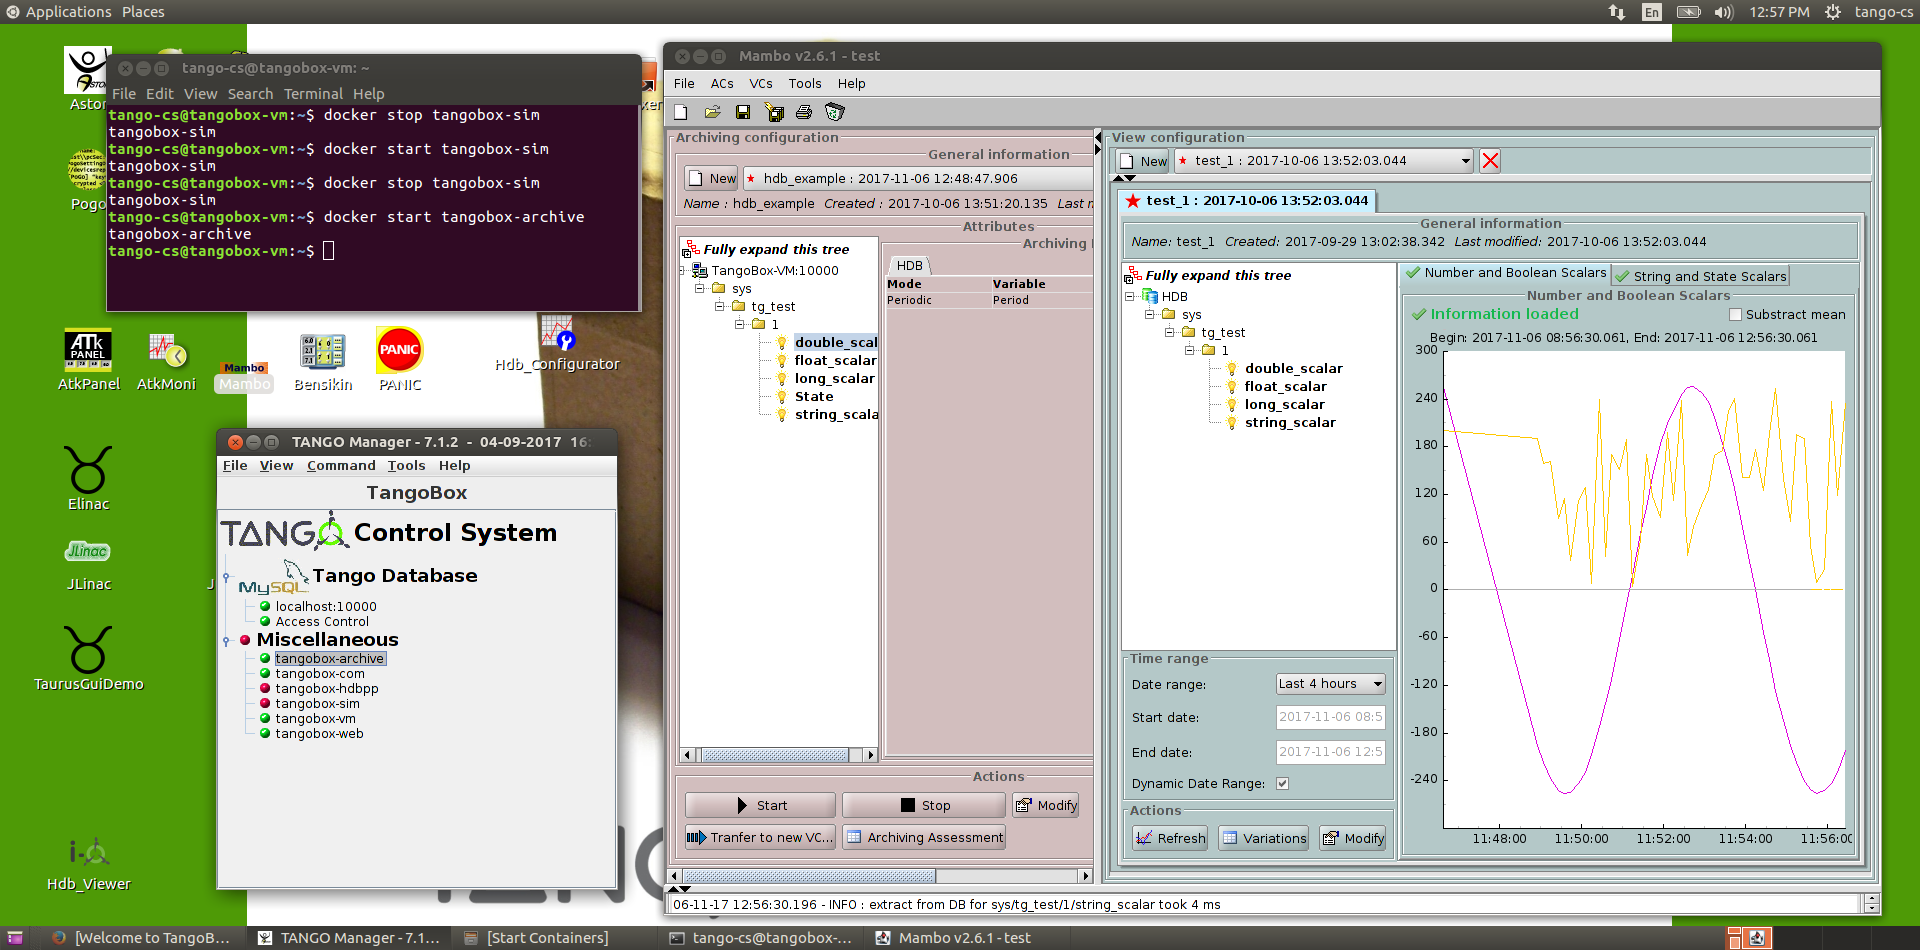 Applications Places
En
12:57 PM
tango-cs
tango-cs@tangobox-vm: ~
File Edit View Search Terminal Help
tango-cs@tangobox-vm:~$ docker stop tangobox-sim
tangobox-sim
tango-cs@tangobox-vm:~$ docker start tangobox-sim
tangobox-sim
tango-cs@tangobox-vm:~$ docker stop tangobox-sim
tangobox-sim
tango-cs@tangobox-vm:~$ docker start tangobox-archive
tangobox-archive
tango-cs@tangobox-vm:~$
Astor
Pogo
ATK
PANEL
AtkPanel
AtkMoni
Mambo
Mambo
Bensikin
PANIC
PANIC
Hdb_Configurator
Elinac
JLinac
JLinac
TaurusGuiDemo
Hdb_Viewer
TANGO Manager - 7.1.2 - 04-09-2017 16:
File View Command Tools Help
TangoBox
TANGO Control System
MySQL Tango Database
localhost:10000
Access Control
Miscellaneous
tangobox-archive
tangobox-com
tangobox-hdbpp
tangobox-sim
tangobox-vm
tangobox-web
Mambo v2.6.1 - test
File ACs VCs Tools Help
Archiving configuration
General information
New
hdb_example : 2017-11-06 12:48:47.906
Name : hdb_example Created : 2017-10-06 13:51:20.135 Last m
Attributes
Fully expand this tree
TangoBox-VM:10000
sys
tg_test
1
double_scal
float_scalar
long_scalar
State
string_scala
Archiving
HDB
Mode Variable
Periodic Period
Actions
Start Stop Modify
Tranfer to new VC... Archiving Assessment
View configuration
New
test_1 : 2017-10-06 13:52:03.044
test_1 : 2017-10-06 13:52:03.044
General information
Name: test_1 Created: 2017-09-29 13:02:38.342 Last modified: 2017-10-06 13:52:03.044
Fully expand this tree
HDB
sys
tg_test
1
double_scalar
float_scalar
long_scalar
string_scalar
Time range
Date range: Last 4 hours
Start date: 2017-11-06 08:5
End date: 2017-11-06 12:5
Dynamic Date Range:
Actions
Refresh Variations Modify
Number and Boolean Scalars String and State Scalars
Number and Boolean Scalars
Information loaded
Substract mean
Begin: 2017-11-06 08:56:30.061, End: 2017-11-06 12:56:30.061
300
240
180
120
60
0
-60
-120
-180
-240
11:48:00 11:50:00 11:52:00 11:54:00 11:56:00
06-11-17 12:56:30.196 - INFO : extract from DB for sys/tg_test/1/string_scalar took 4 ms
[Welcome to TangoB... TANGO Manager - 7.1... [Start Containers] tango-cs@tangobox-... Mambo v2.6.1 - test